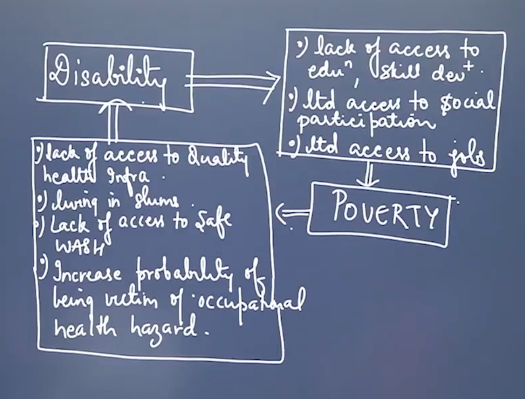 Disability
•) lack of access to
eduⁿ, skill dev⁺.
•) ltd access to social
participation
•) ltd access to jobs
POVERTY
•) lack of access to Quality
health Infra.
•) living in slums.
•) Lack of access to Safe
WASH
•) Increase probability of
being victim of occupational
health hazard.